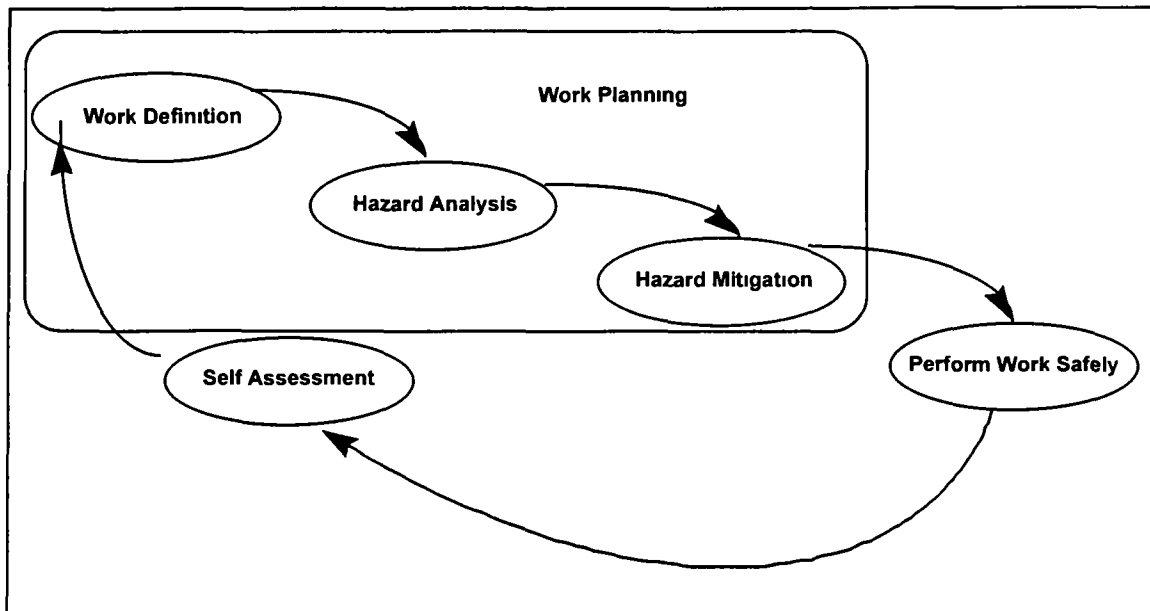 Work Planning
Work Definition
Hazard Analysis
Hazard Mitigation
Perform Work Safely
Self Assessment